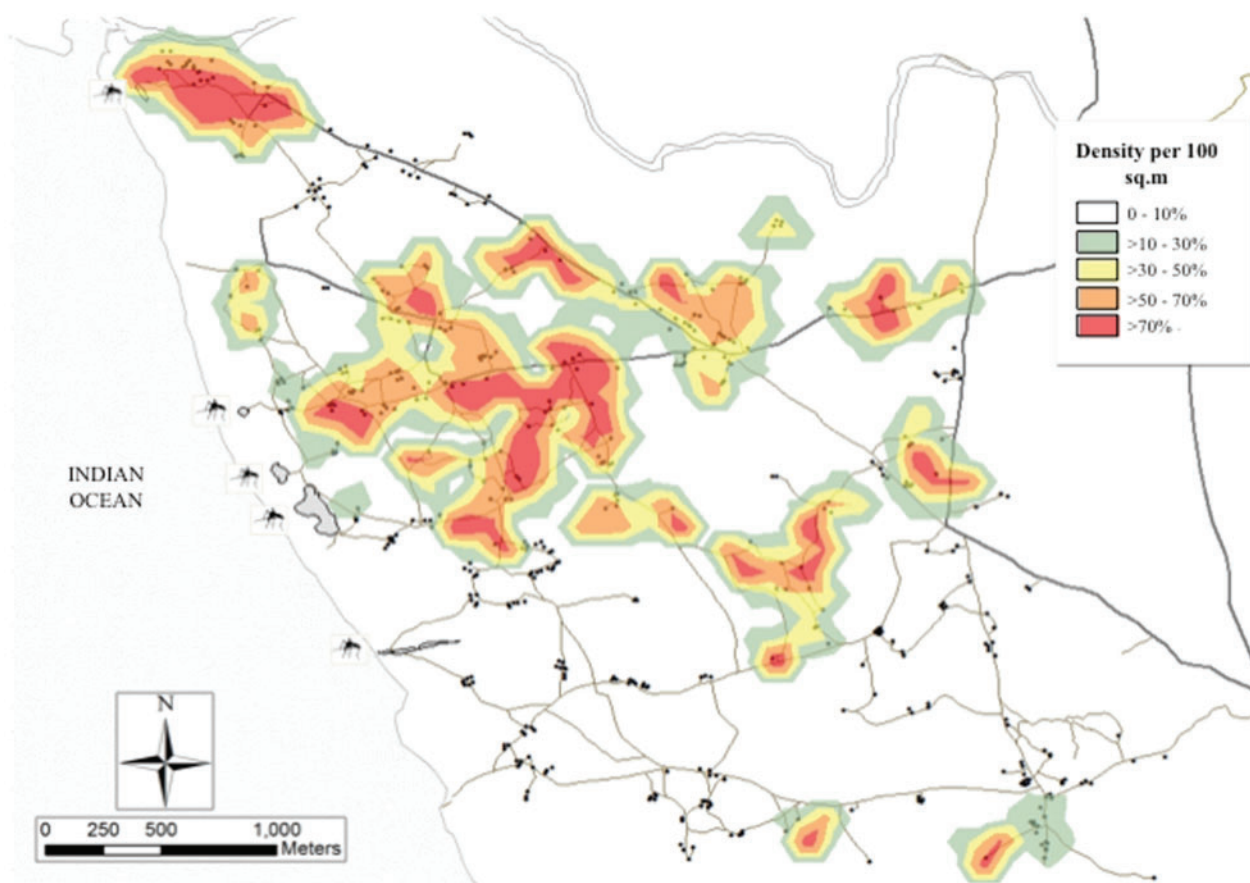 Density per 100
sq.m
0 - 10%
>10 - 30%
>30 - 50%
>50 - 70%
>70%
INDIAN
OCEAN
N
0 250 500 1,000
Meters